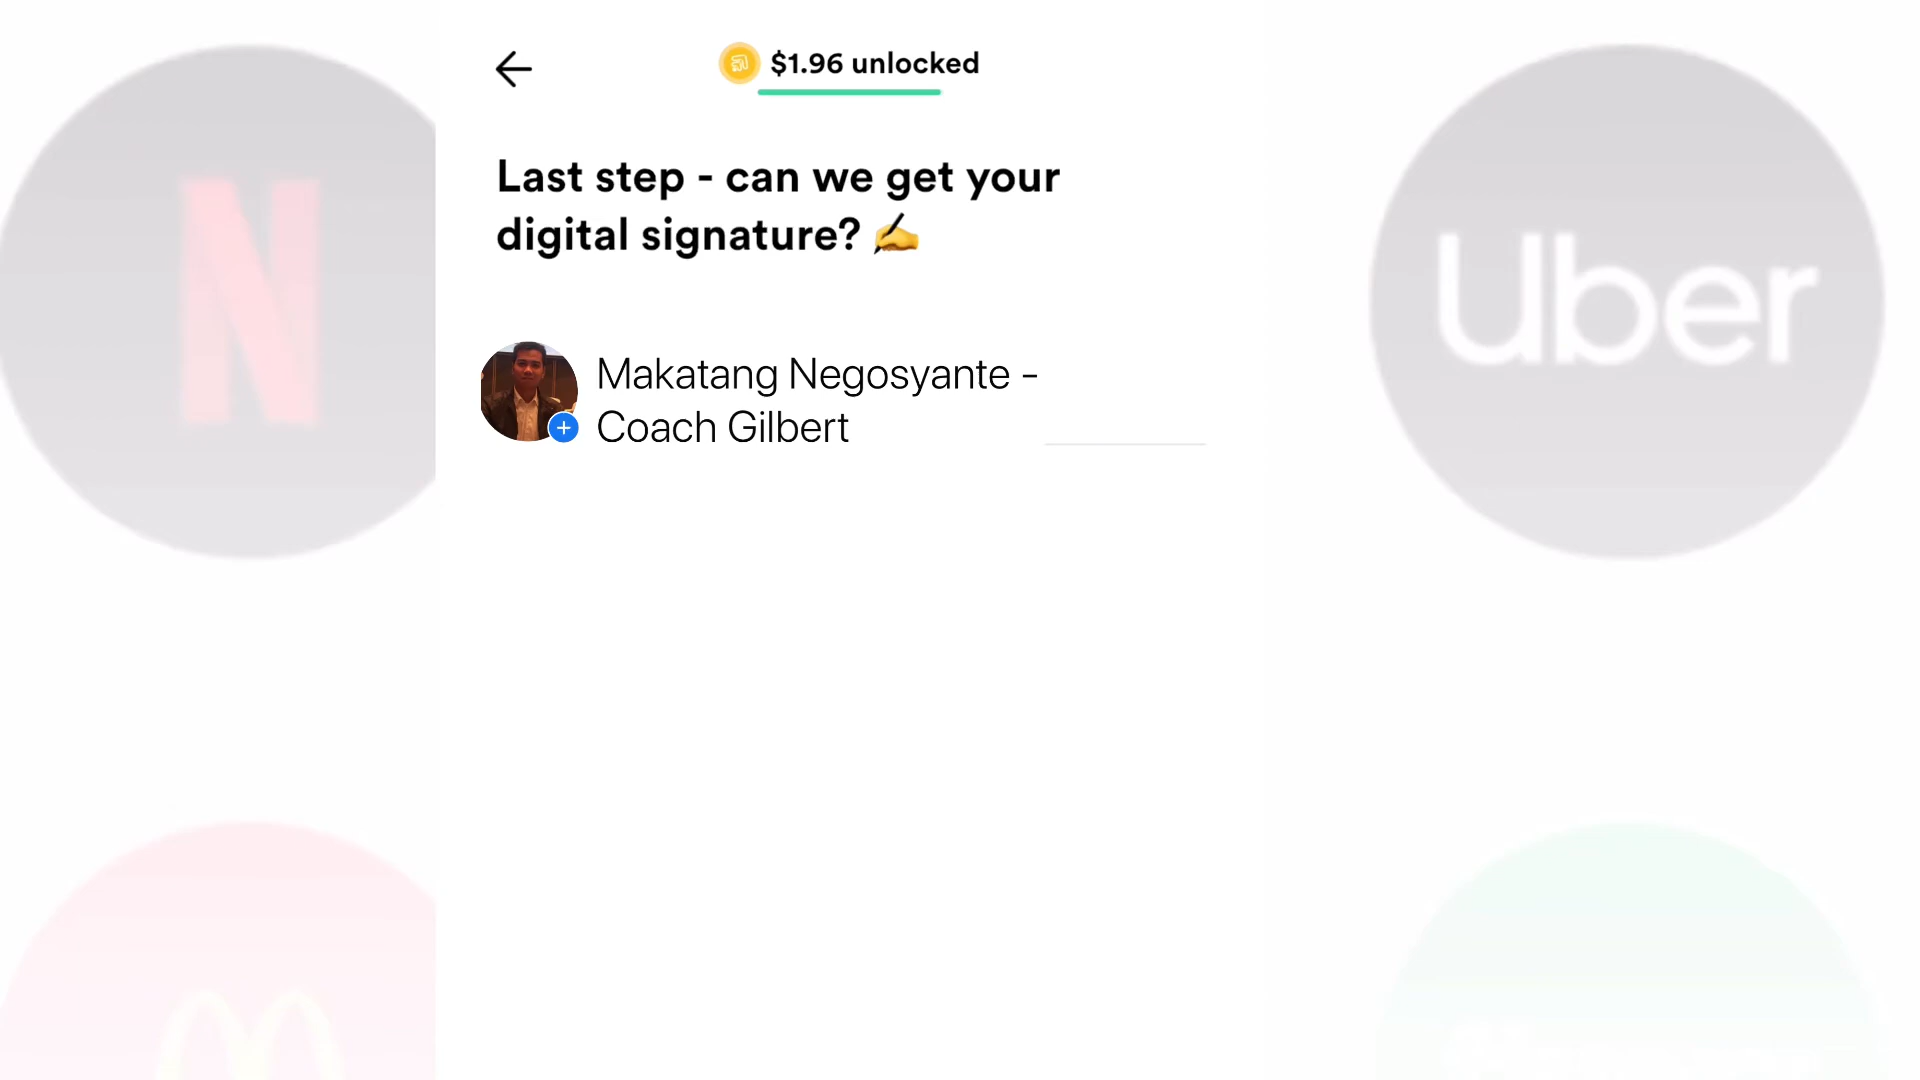 $1.96 unlocked
Last step - can we get your
digital signature? ✍️
Makatang Negosyante -
Coach Gilbert
N
Uber